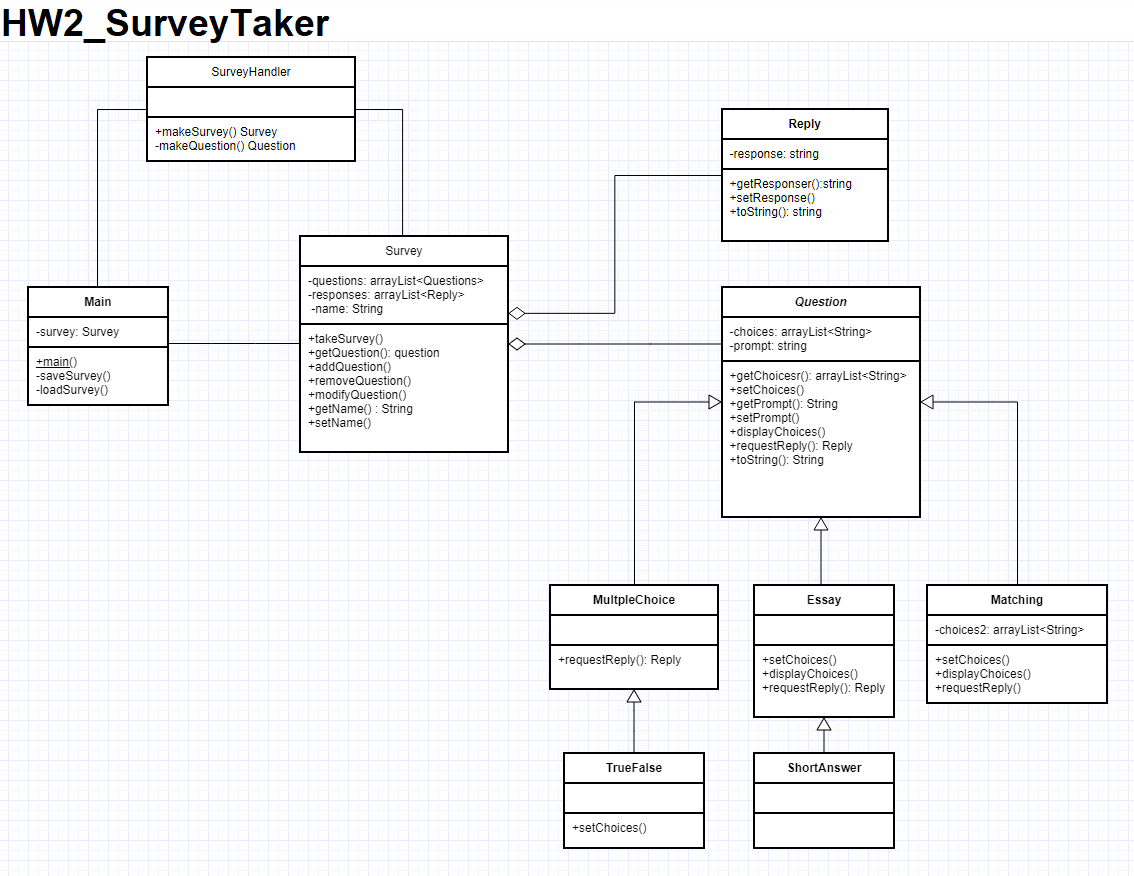 HW2_SurveyTaker
SurveyHandler
+makeSurvey() Survey
-makeQuestion() Question
Reply
-response: string
+getResponser():string
+setResponse()
+toString(): string
Survey
-questions: arrayList<Questions>
-responses: arrayList<Reply>
-name: String
+takeSurvey()
+getQuestion(): question
+addQuestion()
+removeQuestion()
+modifyQuestion()
+getName() : String
+setName()
Main
-survey: Survey
+main()
-saveSurvey()
-loadSurvey()
Question
-choices: arrayList<String>
-prompt: string
+getChoicesr(): arrayList<String>
+setChoices()
+getPrompt(): String
+setPrompt()
+displayChoices()
+requestReply(): Reply
+toString(): String
MultpleChoice
+requestReply(): Reply
Essay
+setChoices()
+displayChoices()
+requestReply(): Reply
Matching
-choices2: arrayList<String>
+setChoices()
+displayChoices()
+requestReply()
TrueFalse
+setChoices()
ShortAnswer